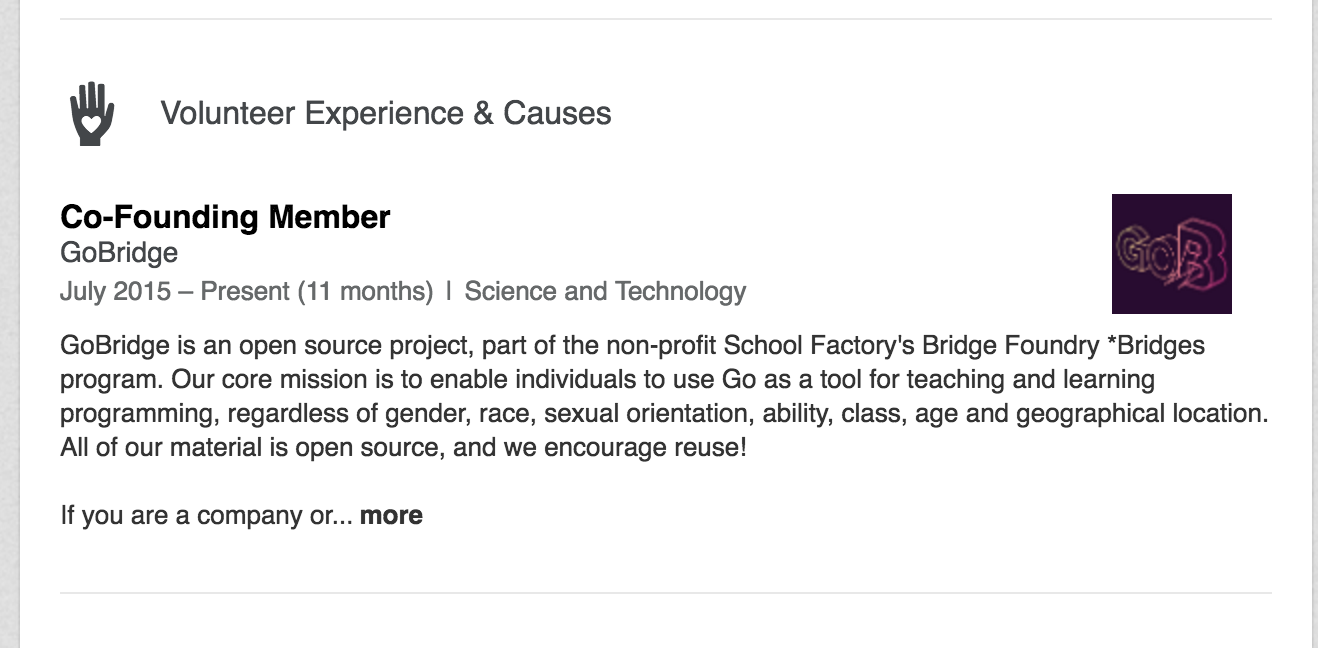 Volunteer Experience & Causes
Co-Founding Member
GoBridge
July 2015 – Present (11 months) | Science and Technology
GoBridge is an open source project, part of the non-profit School Factory's Bridge Foundry *Bridges
program. Our core mission is to enable individuals to use Go as a tool for teaching and learning
programming, regardless of gender, race, sexual orientation, ability, class, age and geographical location.
All of our material is open source, and we encourage reuse!
If you are a company or... more
GoB